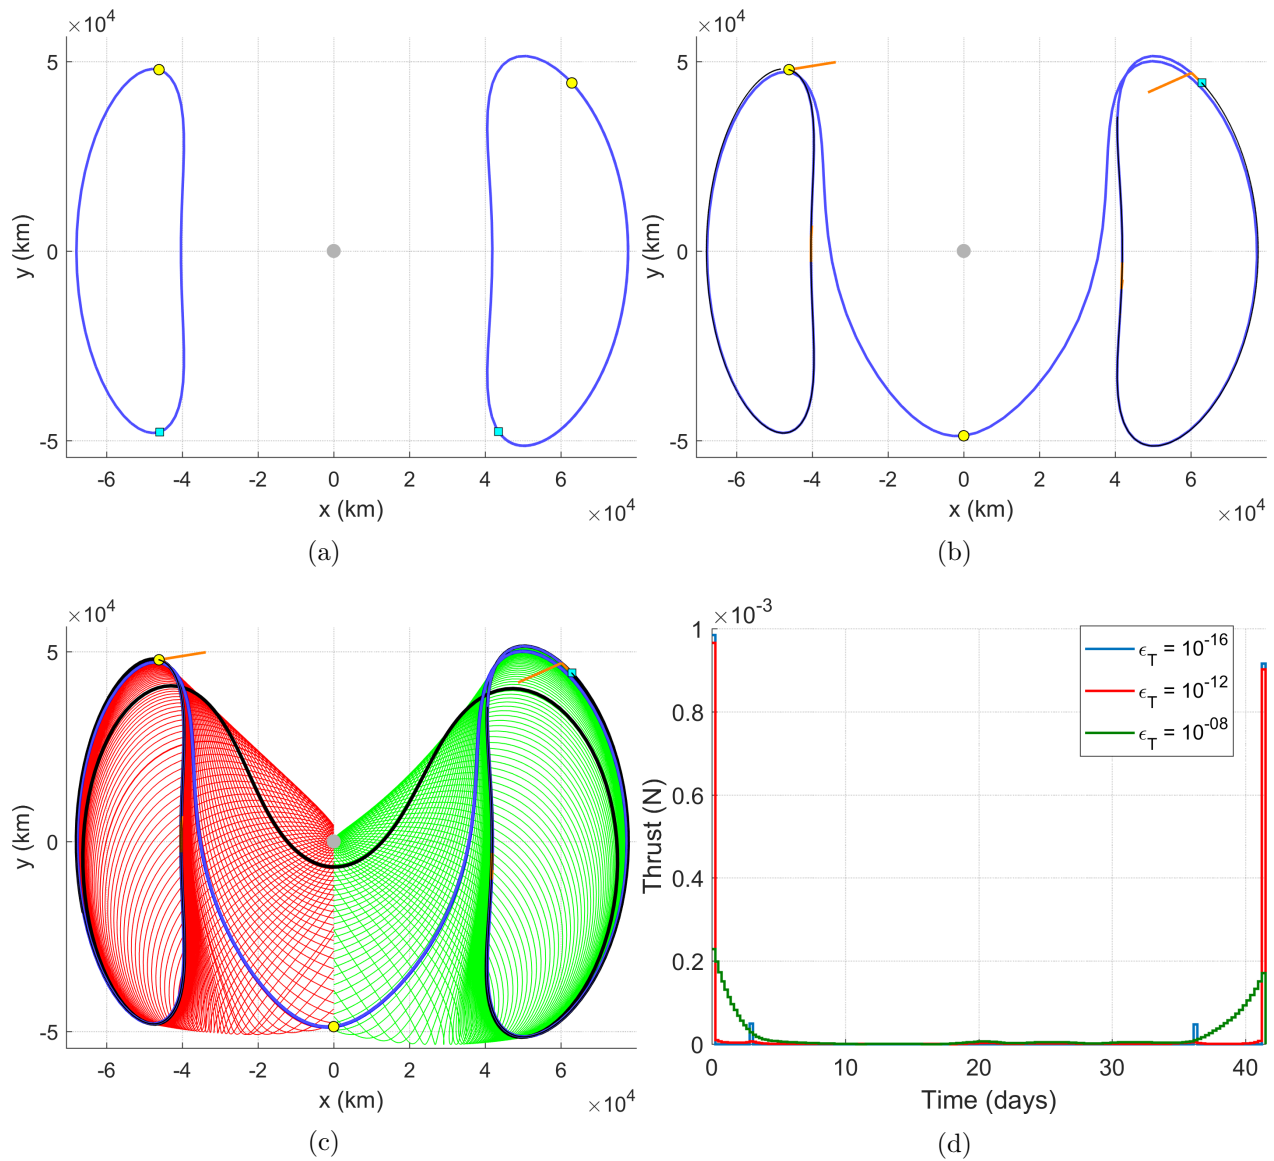 ×10^4
×10^4
5
0
-5
y (km)
-6 -4 -2 0 2 4 6
x (km)
×10^4
(a)
5
0
-5
y (km)
-6 -4 -2 0 2 4 6
x (km)
×10^4
(b)
×10^4
5
0
-5
y (km)
-6 -4 -2 0 2 4 6
x (km)
×10^4
(c)
×10^-3
1
0.8
0.6
0.4
0.2
0
Thrust (N)
ϵ_T = 10^-16
ϵ_T = 10^-12
ϵ_T = 10^-08
0 10 20 30 40
Time (days)
(d)